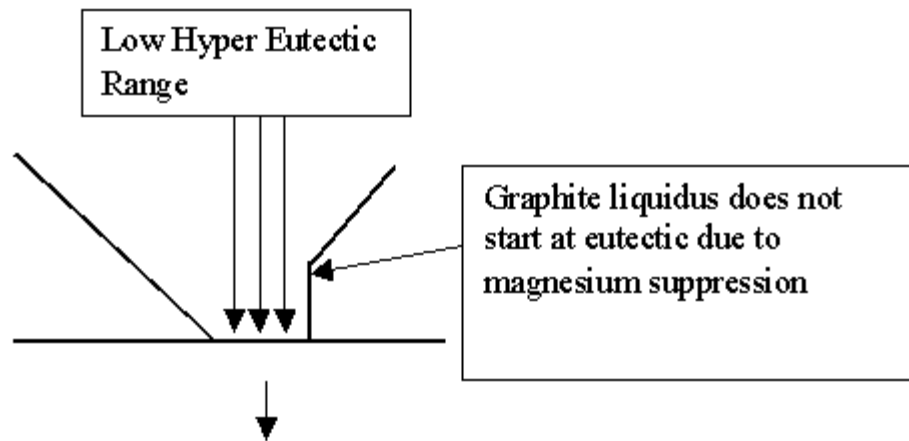 Low Hyper Eutectic
Range
Graphite liquidus does not
start at eutectic due to
magnesium suppression